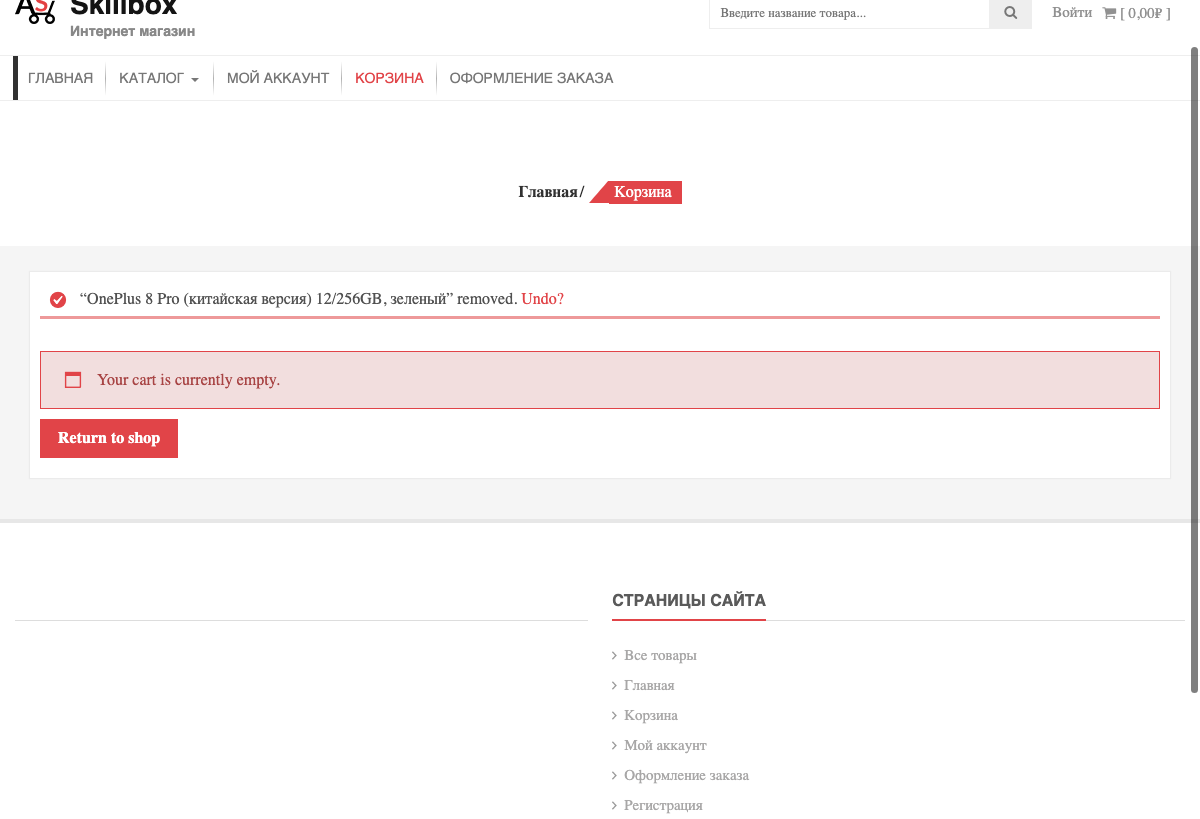 AS Skillbox
Интернет магазин
Введите название товара...
Войти [ 0,00₽ ]
ГЛАВНАЯ КАТАЛОГ МОЙ АККАУНТ КОРЗИНА ОФОРМЛЕНИЕ ЗАКАЗА
Главная/ Корзина
“OnePlus 8 Pro (китайская версия) 12/256GB, зеленый” removed. Undo?
Your cart is currently empty.
Return to shop
СТРАНИЦЫ САЙТА
Все товары
Главная
Корзина
Мой аккаунт
Оформление заказа
Регистрация